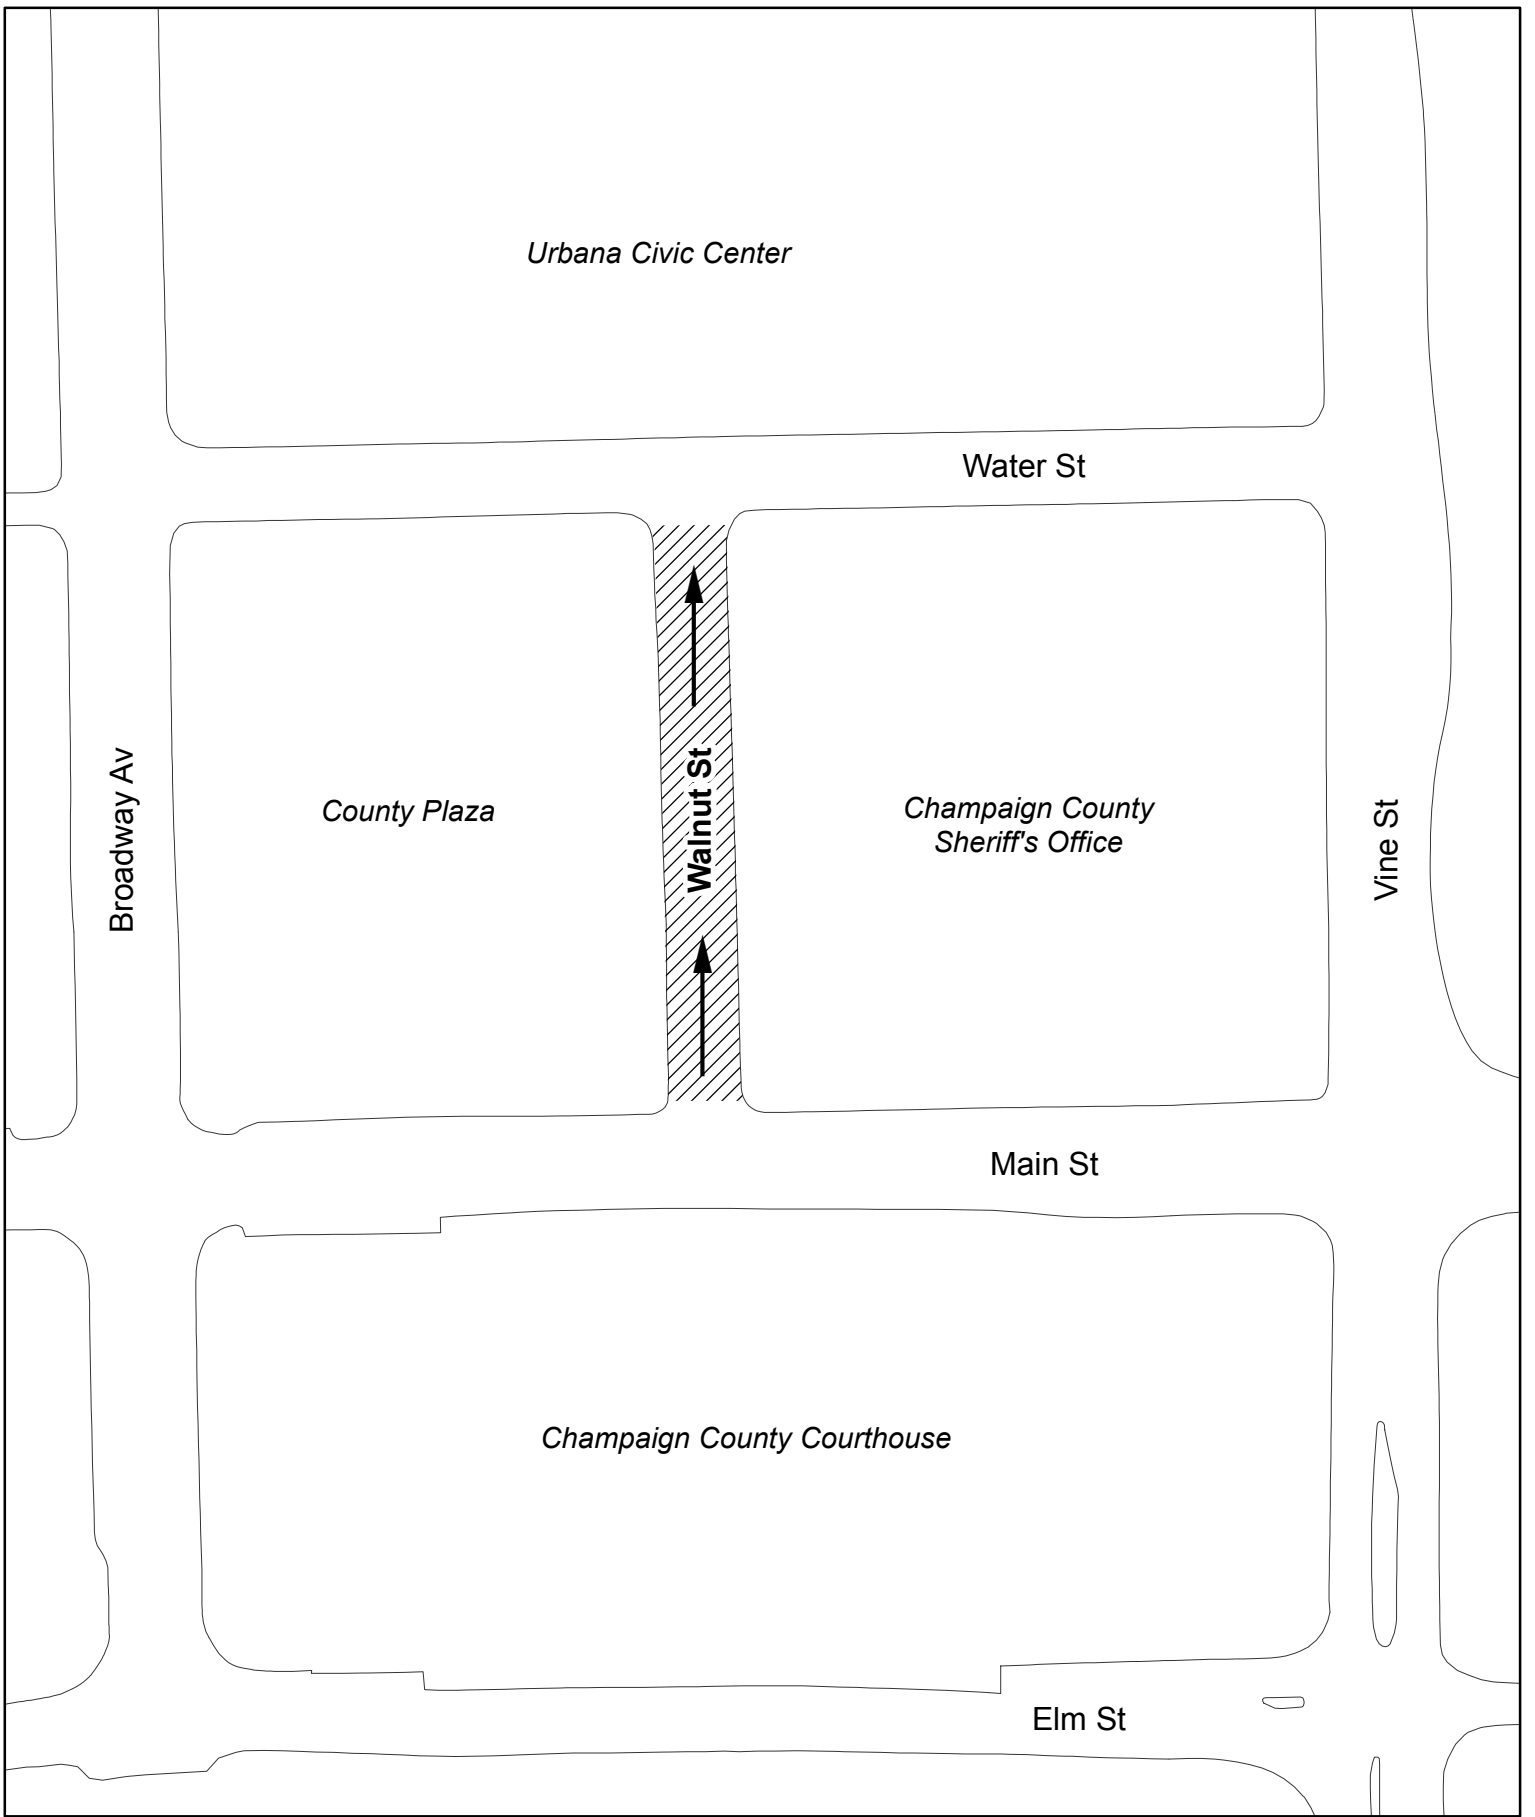 Urbana Civic Center
Water St
Broadway Av
County Plaza
Walnut St
Champaign County
Sheriff's Office
Vine St
Main St
Champaign County Courthouse
Elm St